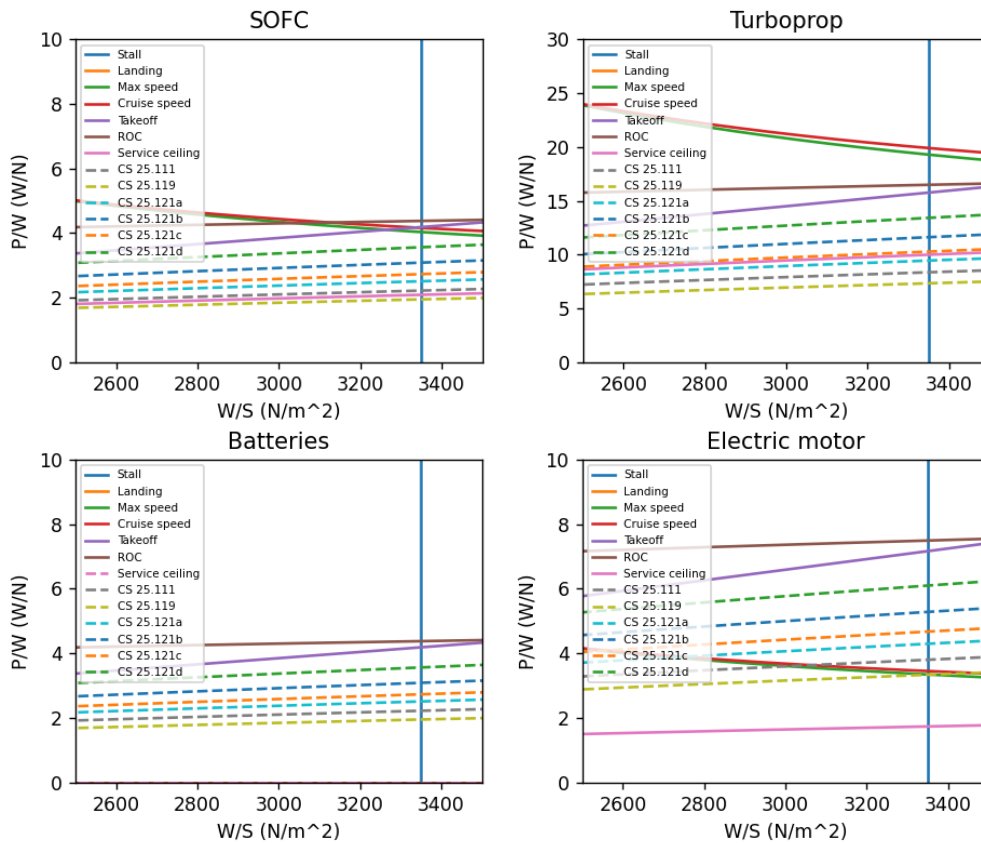 SOFC
10
8
6
4
2
0
P/W (W/N)
Stall
Landing
Max speed
Cruise speed
Takeoff
ROC
Service ceiling
CS 25.111
CS 25.119
CS 25.121a
CS 25.121b
CS 25.121c
CS 25.121d
2600 2800 3000 3200 3400
W/S (N/m^2)
Turboprop
30
25
20
15
10
5
0
P/W (W/N)
Stall
Landing
Max speed
Cruise speed
Takeoff
ROC
Service ceiling
CS 25.111
CS 25.119
CS 25.121a
CS 25.121b
CS 25.121c
CS 25.121d
2600 2800 3000 3200 3400
W/S (N/m^2)
Batteries
10
8
6
4
2
0
P/W (W/N)
Stall
Landing
Max speed
Cruise speed
Takeoff
ROC
Service ceiling
CS 25.111
CS 25.119
CS 25.121a
CS 25.121b
CS 25.121c
CS 25.121d
2600 2800 3000 3200 3400
W/S (N/m^2)
Electric motor
10
8
6
4
2
0
P/W (W/N)
Stall
Landing
Max speed
Cruise speed
Takeoff
ROC
Service ceiling
CS 25.111
CS 25.119
CS 25.121a
CS 25.121b
CS 25.121c
CS 25.121d
2600 2800 3000 3200 3400
W/S (N/m^2)